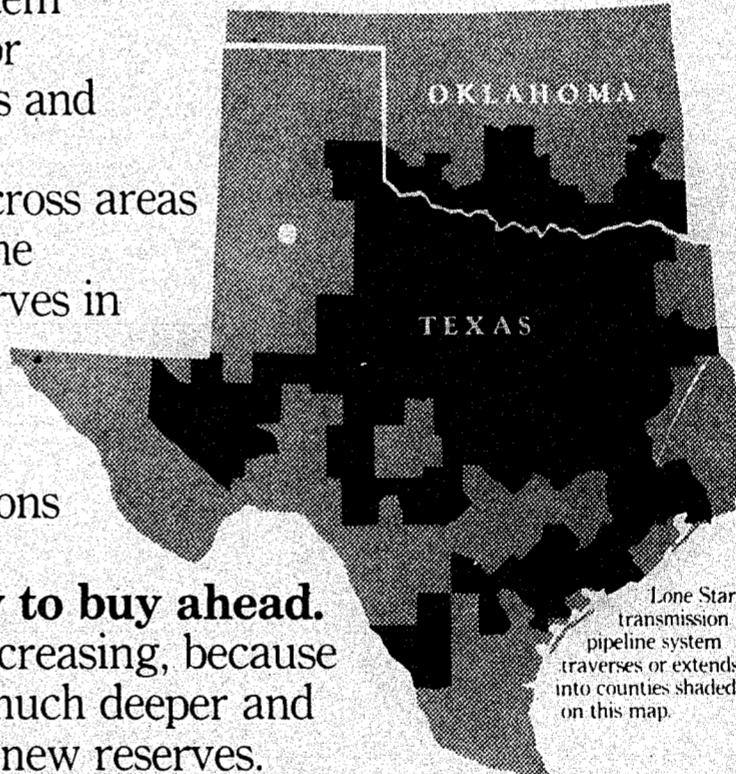 or
s and
cross areas
rves in
OKLAHOMA
TEXAS
ons
to buy ahead.
creasing, because
much deeper and
new reserves.
Lone Star
transmission
pipeline system
traverses or extends
into counties shaded
on this map.